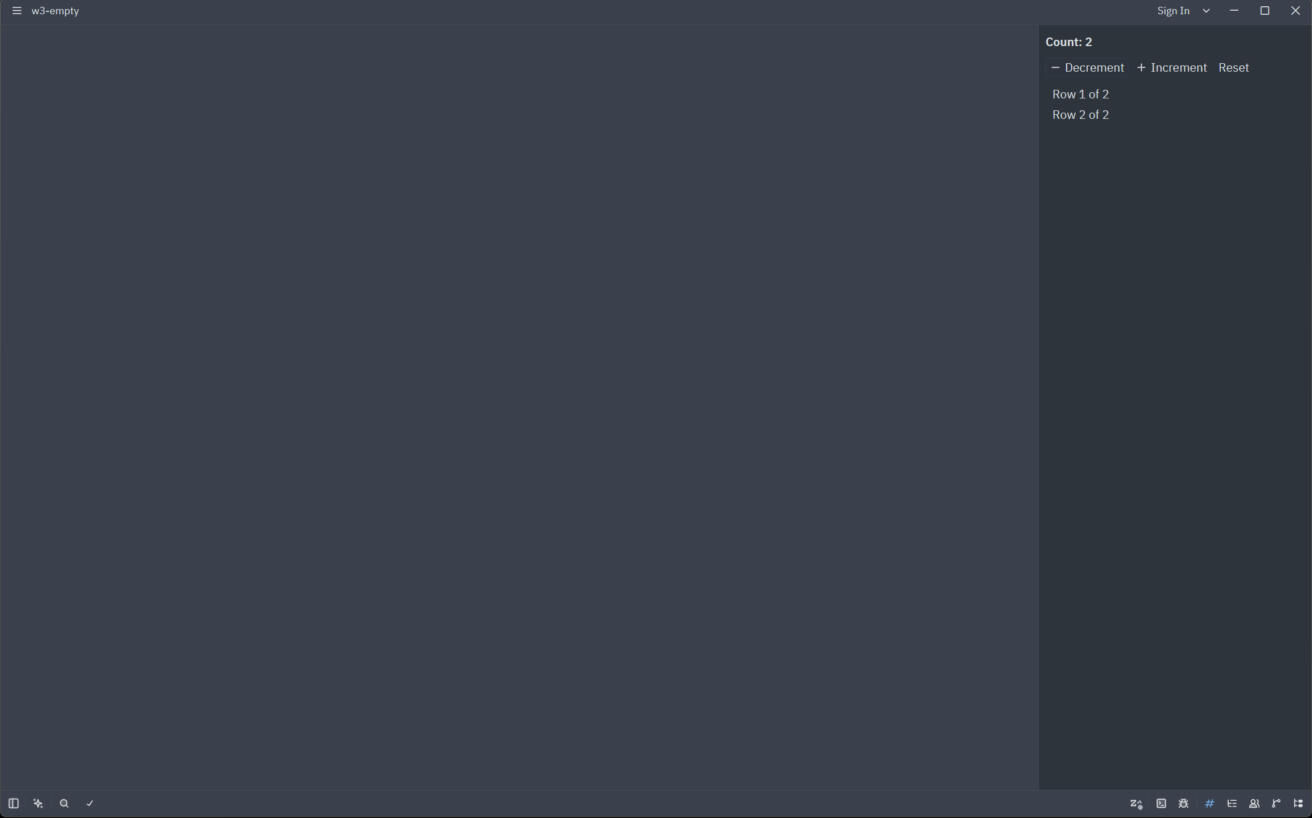 w3-empty
Sign In
Count: 2
Decrement Increment Reset
Row 1 of 2
Row 2 of 2